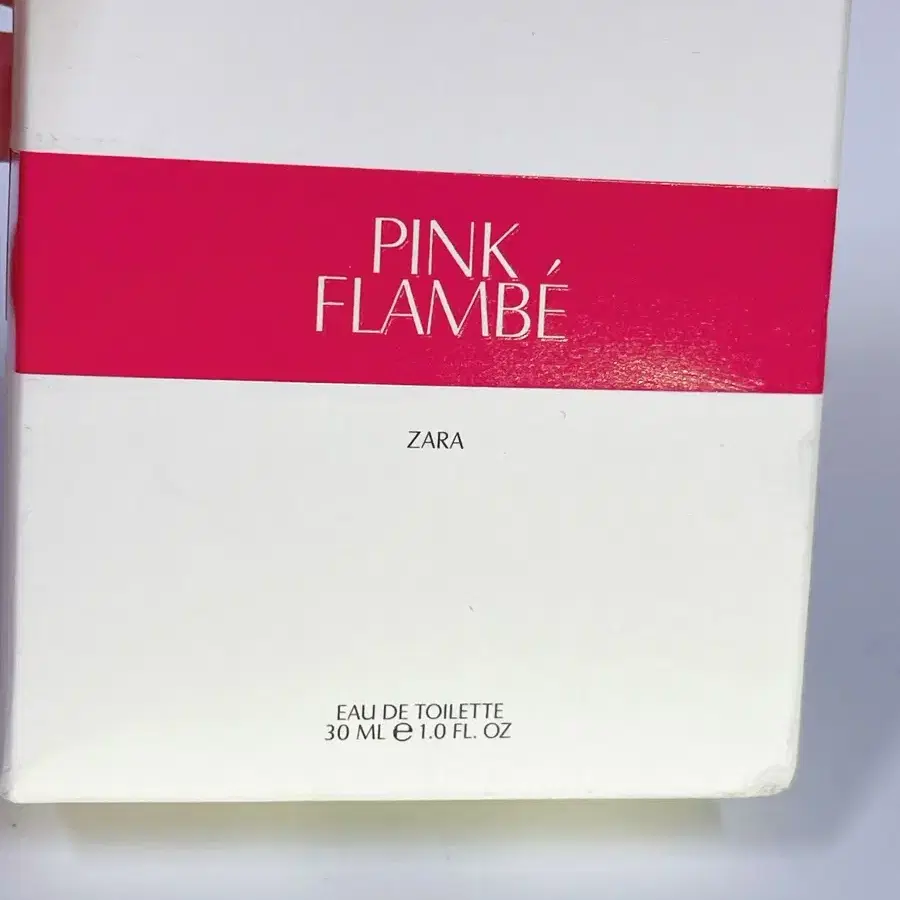 PINK
FLAMBÉ
ZARA
EAU DE TOILETTE
30 ML ℮ 1.0 FL. OZ